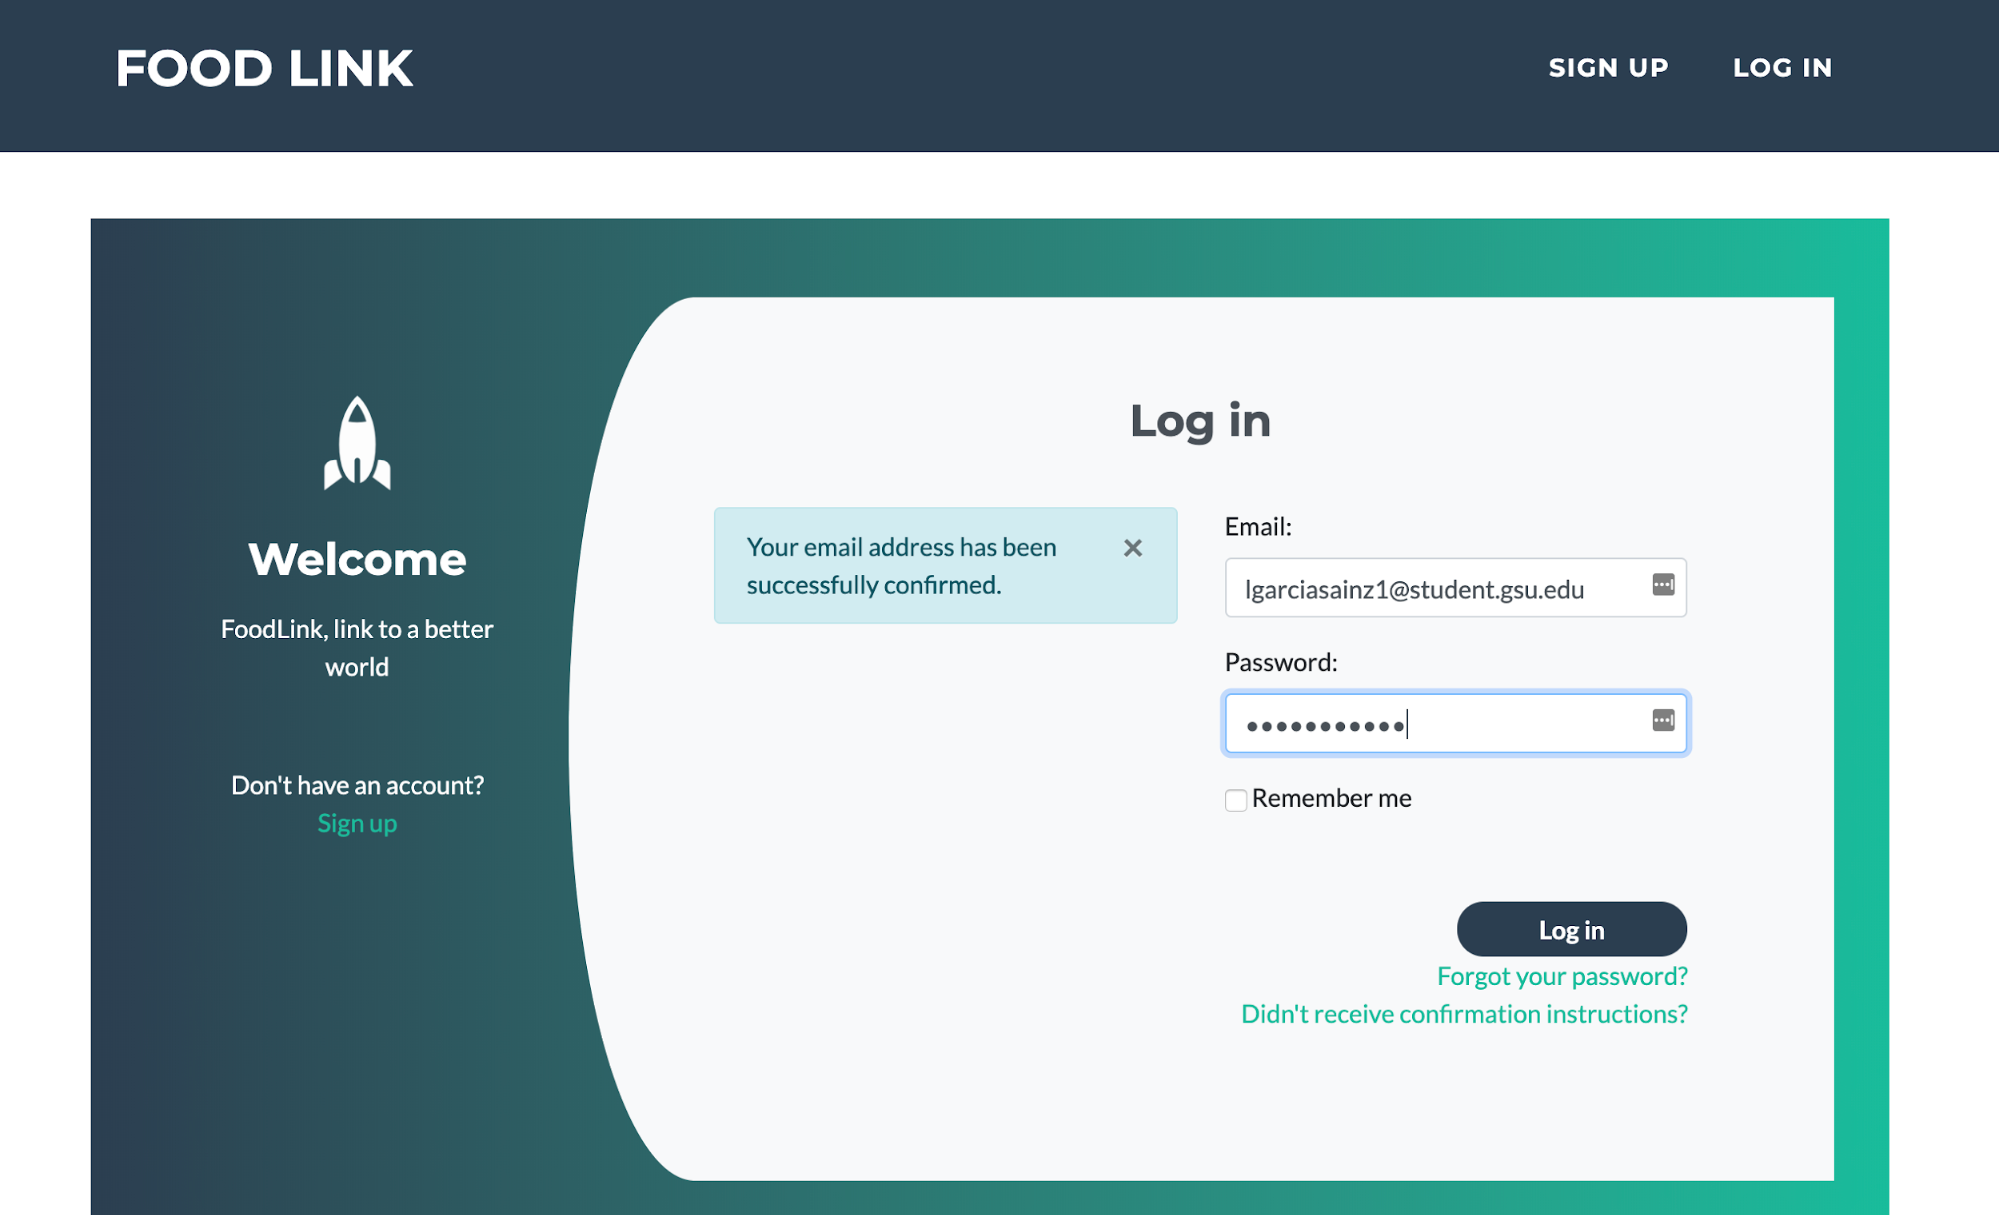 FOOD LINK
SIGN UP
LOG IN
Welcome
FoodLink, link to a better
world
Don't have an account?
Sign up
Log in
Your email address has been
successfully confirmed.
Email:
lgarciasainz1@student.gsu.edu
Password:
•••••••••••
Remember me
Log in
Forgot your password?
Didn't receive confirmation instructions?